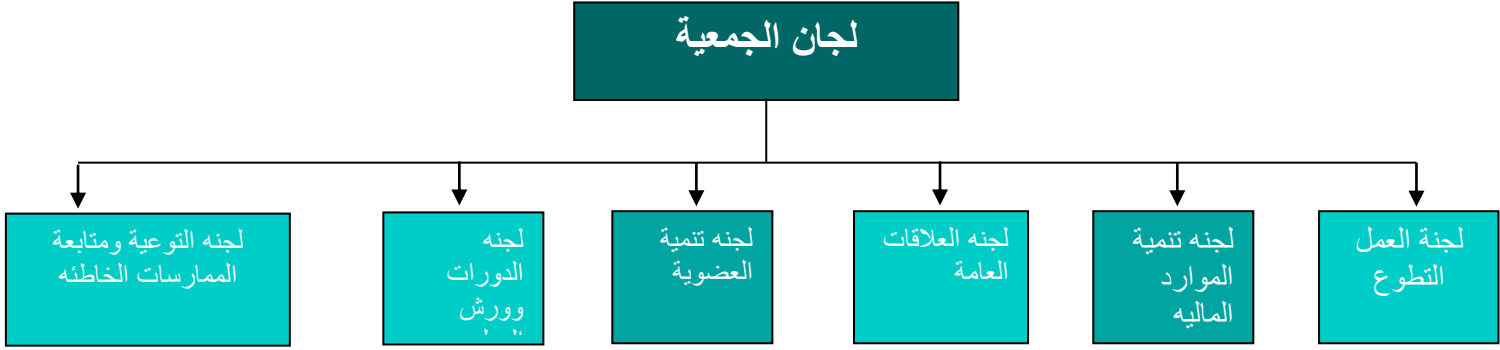 لجان الجمعية
لجنة العمل
التطوع
لجنه تنمية
الموارد
الماليه
لجنه العلاقات
العامة
لجنه تنمية
العضوية
لجنه
الدورات
وورش
لجنه التوعية ومتابعة
الممارسات الخاطئه